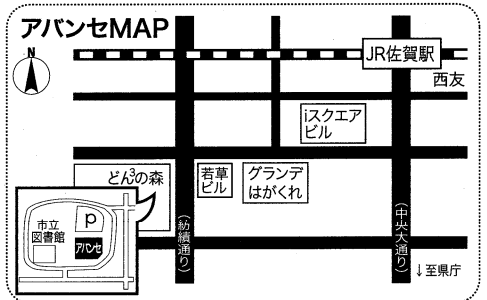 アバンセMAP
N
JR佐賀駅
西友
iスクエア
ビル
どん3の森
若草
ビル
グランデ
はがくれ
市立
図書館
P
アバンセ
(紡績通り)
(中央大通り)
↓至県庁